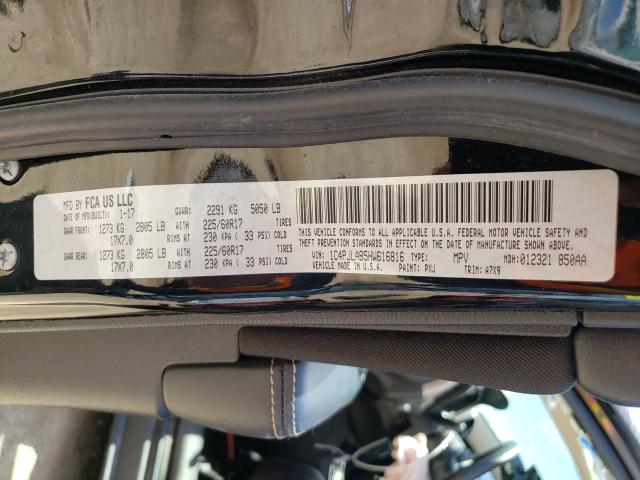 MFD BY FCA US LLC
DATE OF MFR(BUILT): 1-17 GVWR: 2291 KG 5050 LB
GAWR FRONT: 1273 KG 2805 LB 225/60R17 TIRES
17X7.0 RIMS AT 230 KPA ( 33 PSI) COLD
GAWR REAR: 1273 KG 2805 LB 225/60R17 TIRES
17X7.0 RIMS AT 230 KPA ( 33 PSI) COLD
THIS VEHICLE CONFORMS TO ALL APPLICABLE U.S.A. FEDERAL MOTOR VEHICLE SAFETY AND
THEFT PREVENTION STANDARDS IN EFFECT ON THE DATE OF MANUFACTURE SHOWN ABOVE.
VIN: 1C4PJLAB5HW616816 TYPE: MPV MDH: 012321 850AA
VEHICLE MADE IN U.S.A. PAINT: PXJ TRIM: A7X9